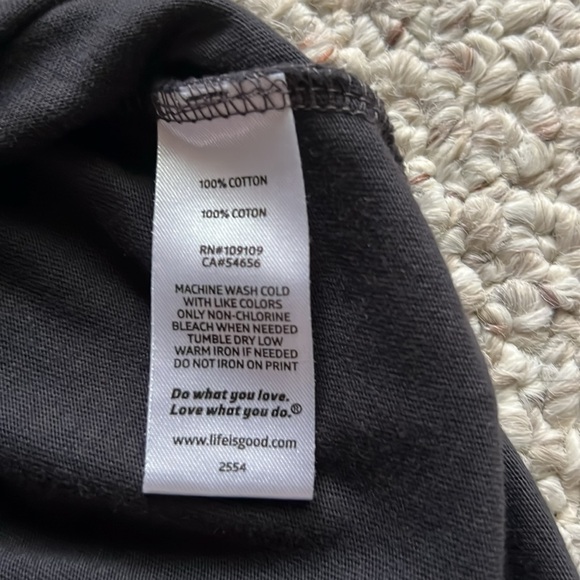 100% COTTON
100% COTON
RN#109109
CA#54656
MACHINE WASH COLD
WITH LIKE COLORS
ONLY NON-CHLORINE
BLEACH WHEN NEEDED
TUMBLE DRY LOW
WARM IRON IF NEEDED
DO NOT IRON ON PRINT
Do what you love.
Love what you do.®
www.lifeisgood.com
2554